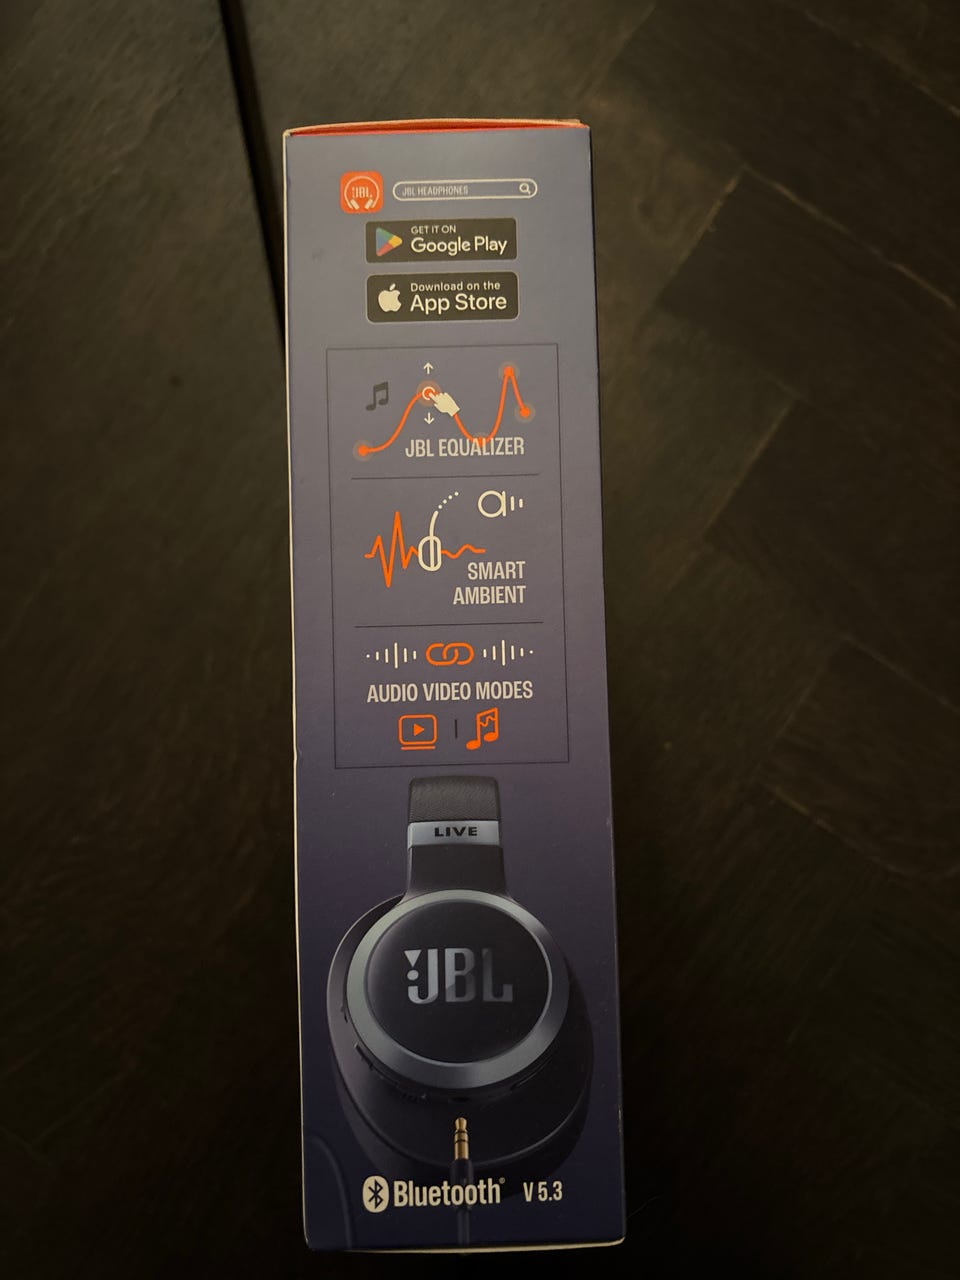 JBL
JBL HEADPHONES
GET IT ON
Google Play
Download on the
App Store
JBL EQUALIZER
SMART
AMBIENT
AUDIO VIDEO MODES
LIVE
JBL
Bluetooth® V 5.3